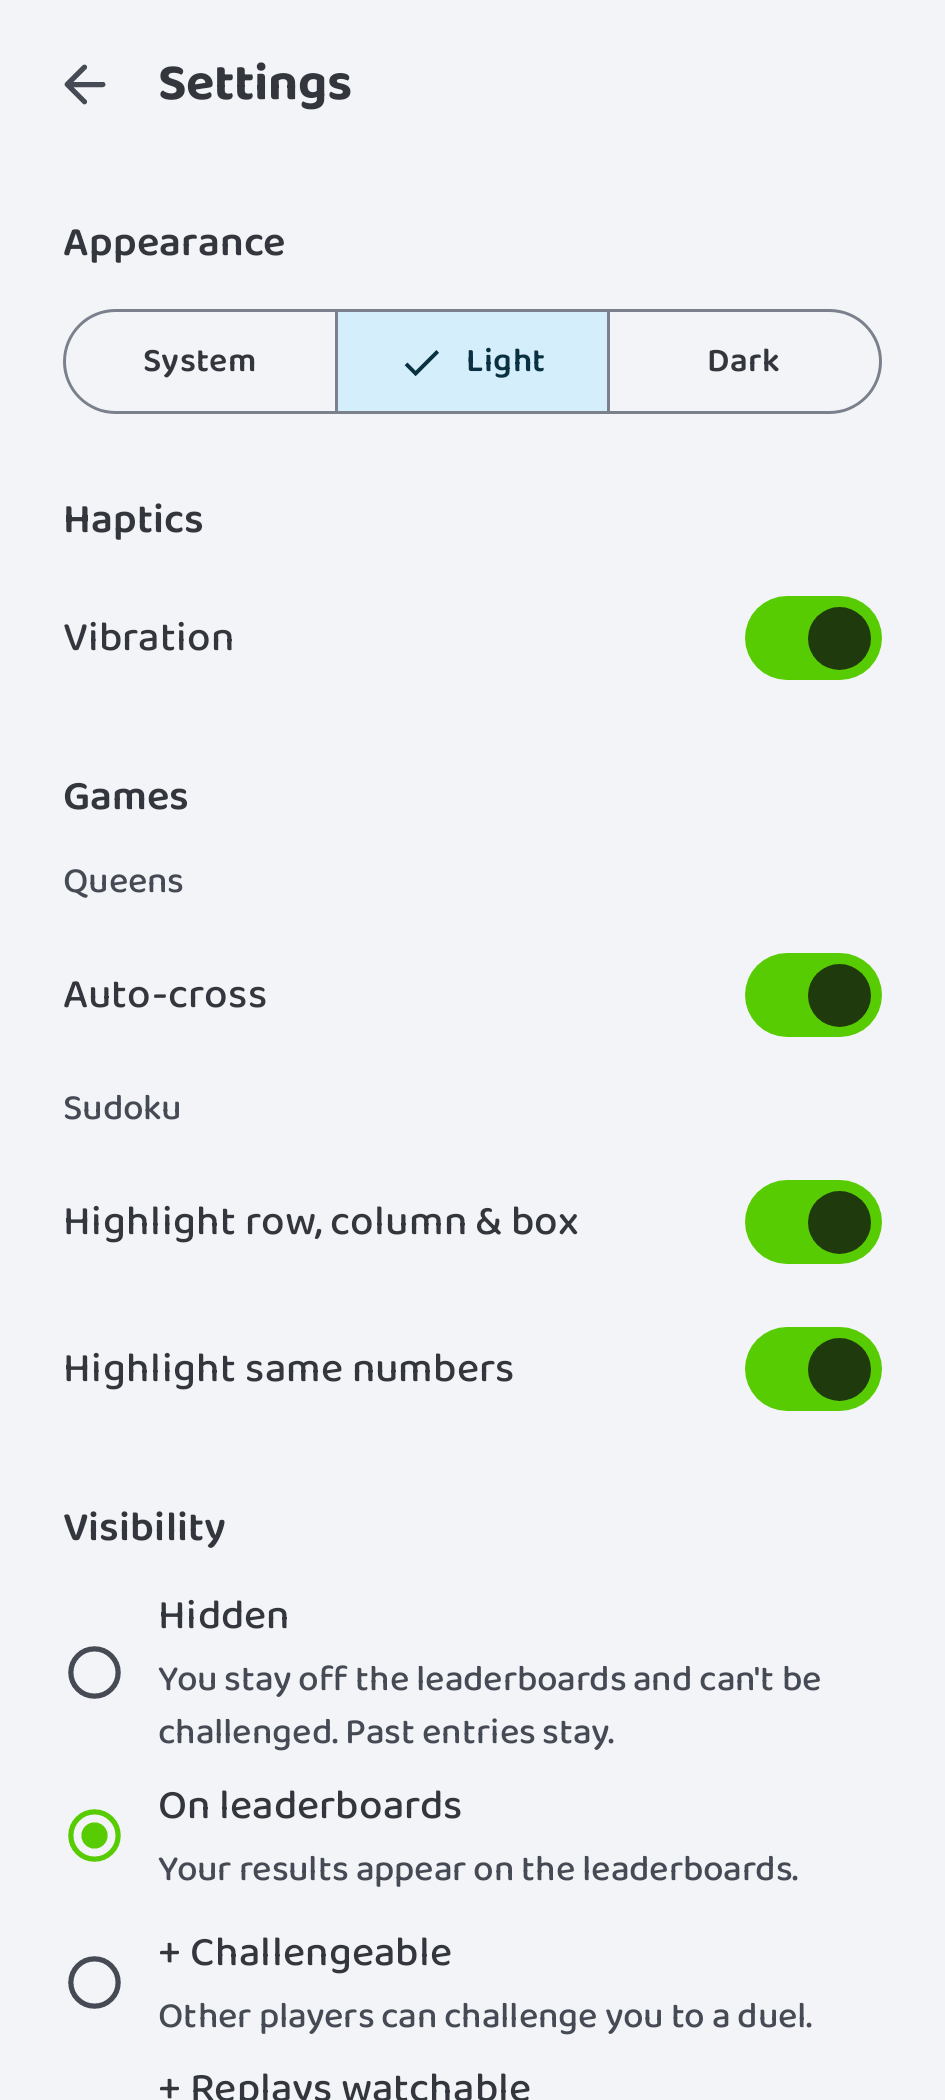 Settings
Appearance
System
Light
Dark
Haptics
Vibration
Games
Queens
Auto-cross
Sudoku
Highlight row, column & box
Highlight same numbers
Visibility
Hidden
You stay off the leaderboards and can't be
challenged. Past entries stay.
On leaderboards
Your results appear on the leaderboards.
+ Challengeable
Other players can challenge you to a duel.
+ Replays watchable